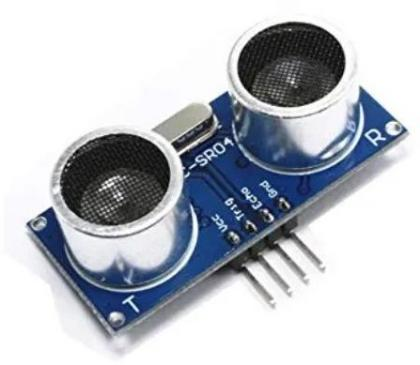 C-SR04
R
Vcc
Trig
Echo
Gnd
T